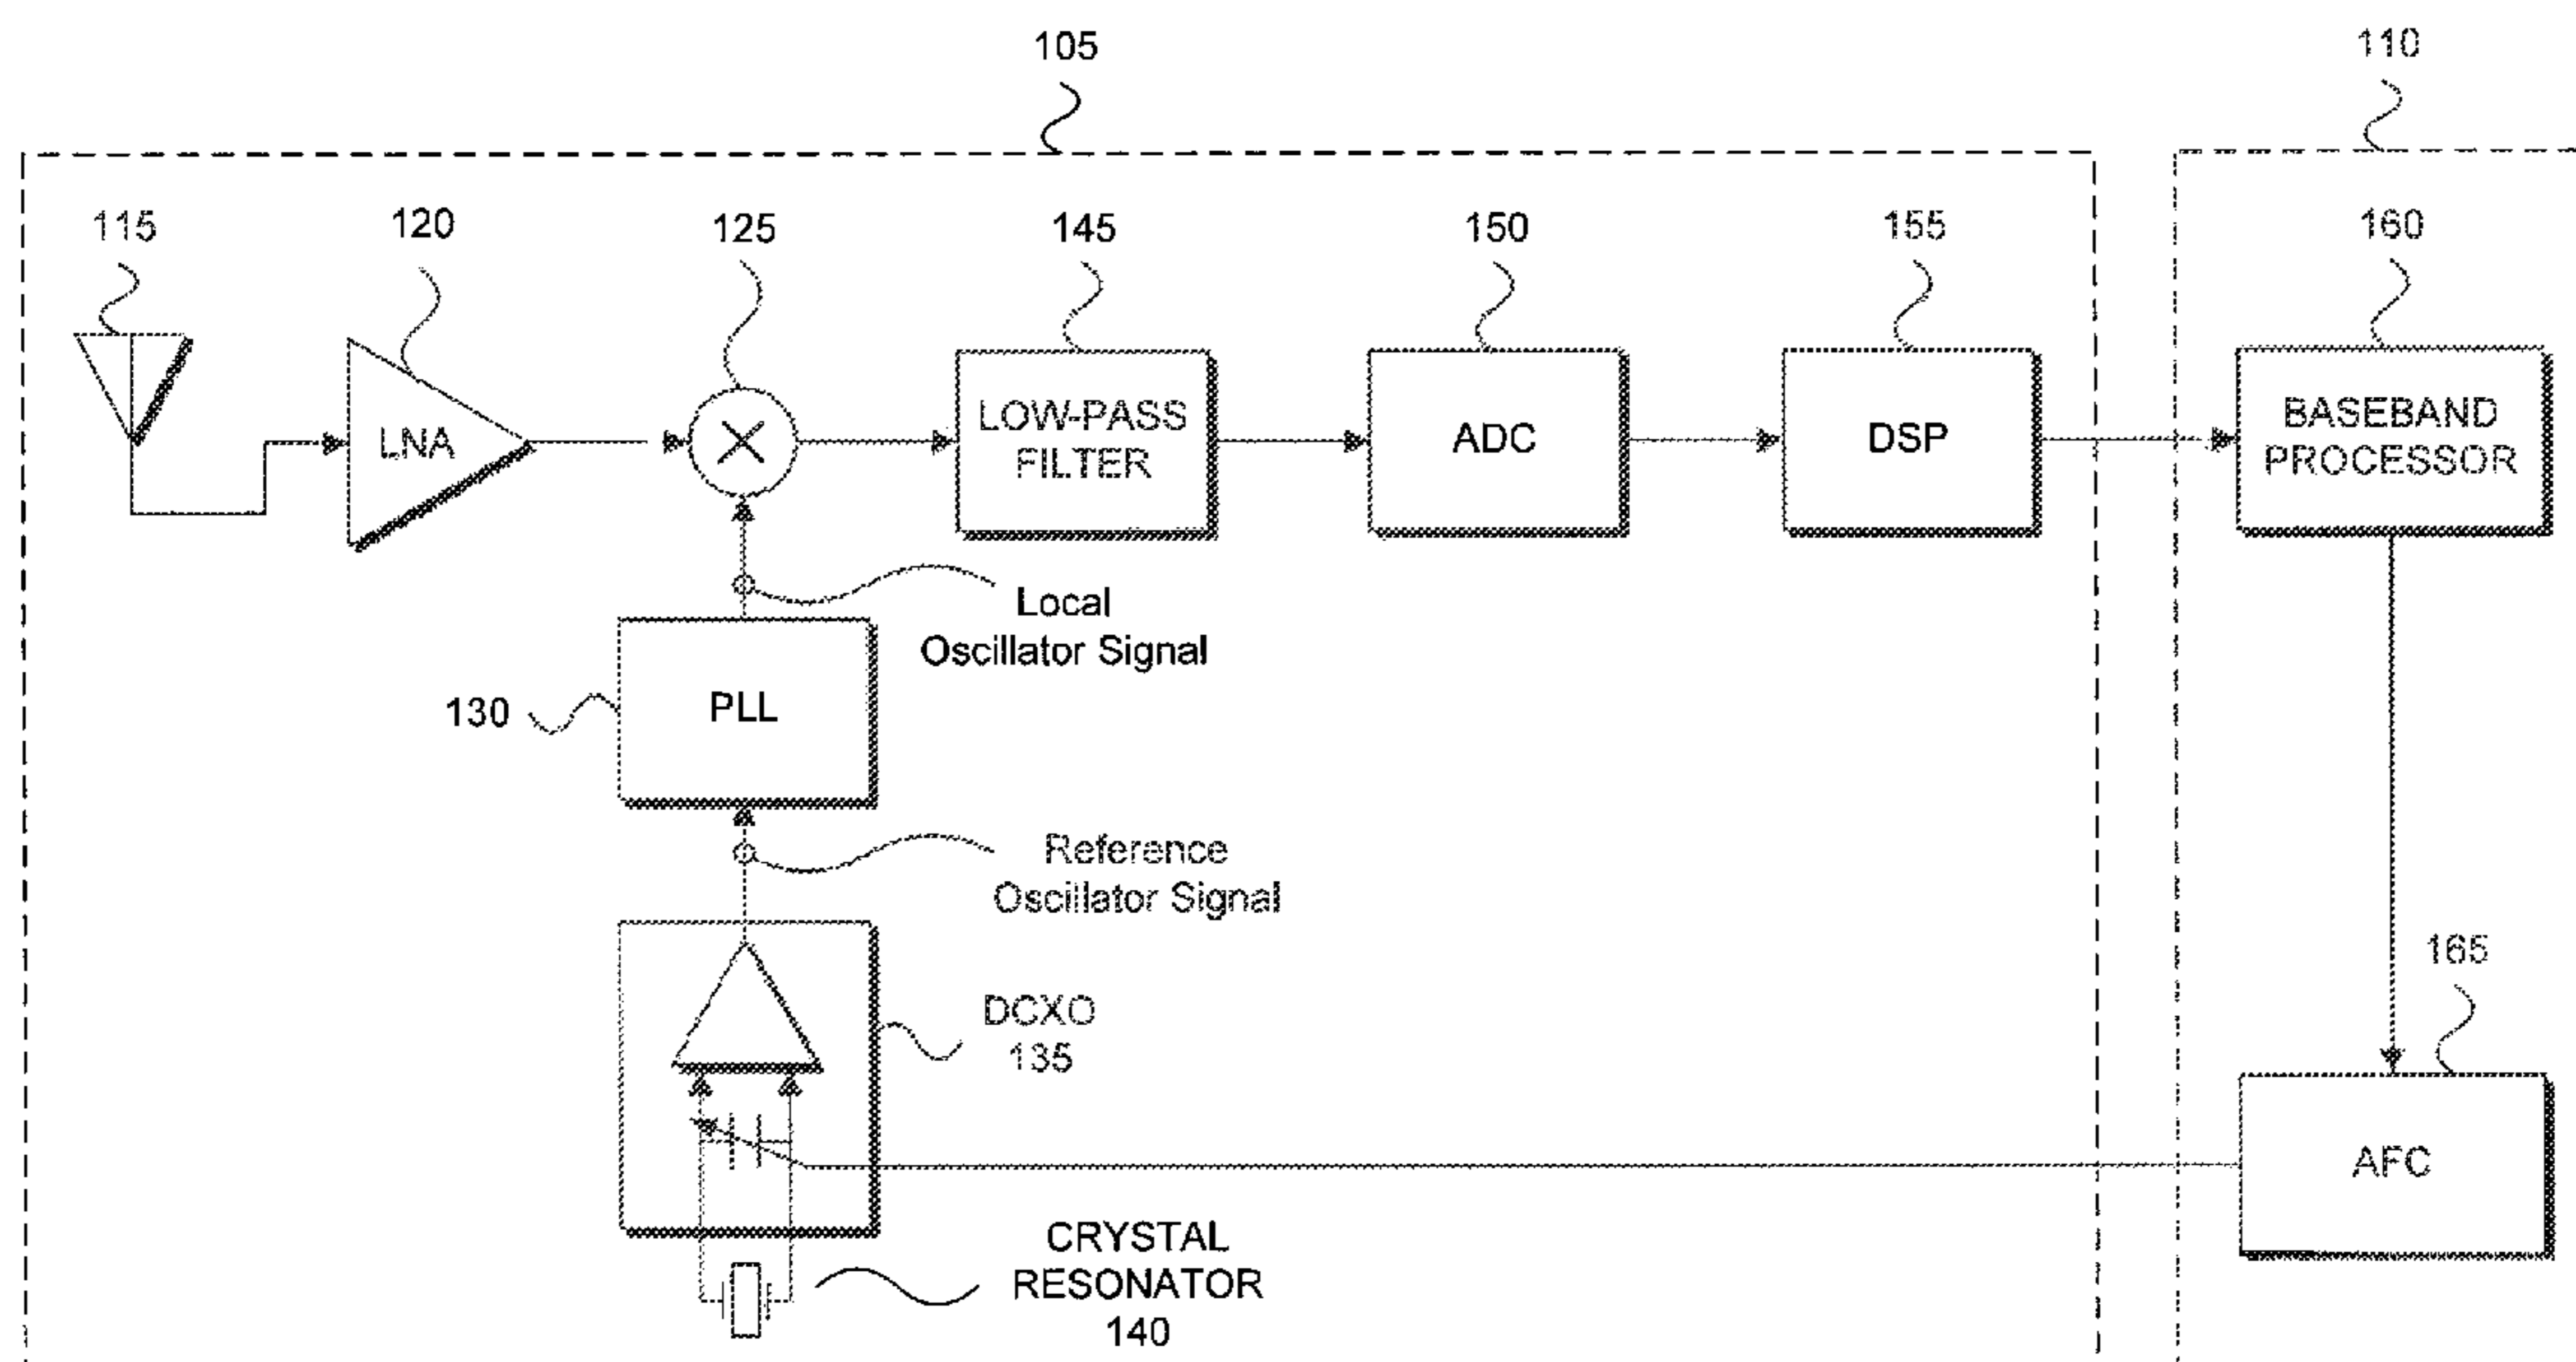 105
110
115
120
125
145
150
155
160
LNA
LOW-PASS
FILTER
ADC
DSP
BASEBAND
PROCESSOR
Local
Oscillator Signal
130
PLL
Reference
Oscillator Signal
165
DCXO
135
AFC
CRYSTAL
RESONATOR
140